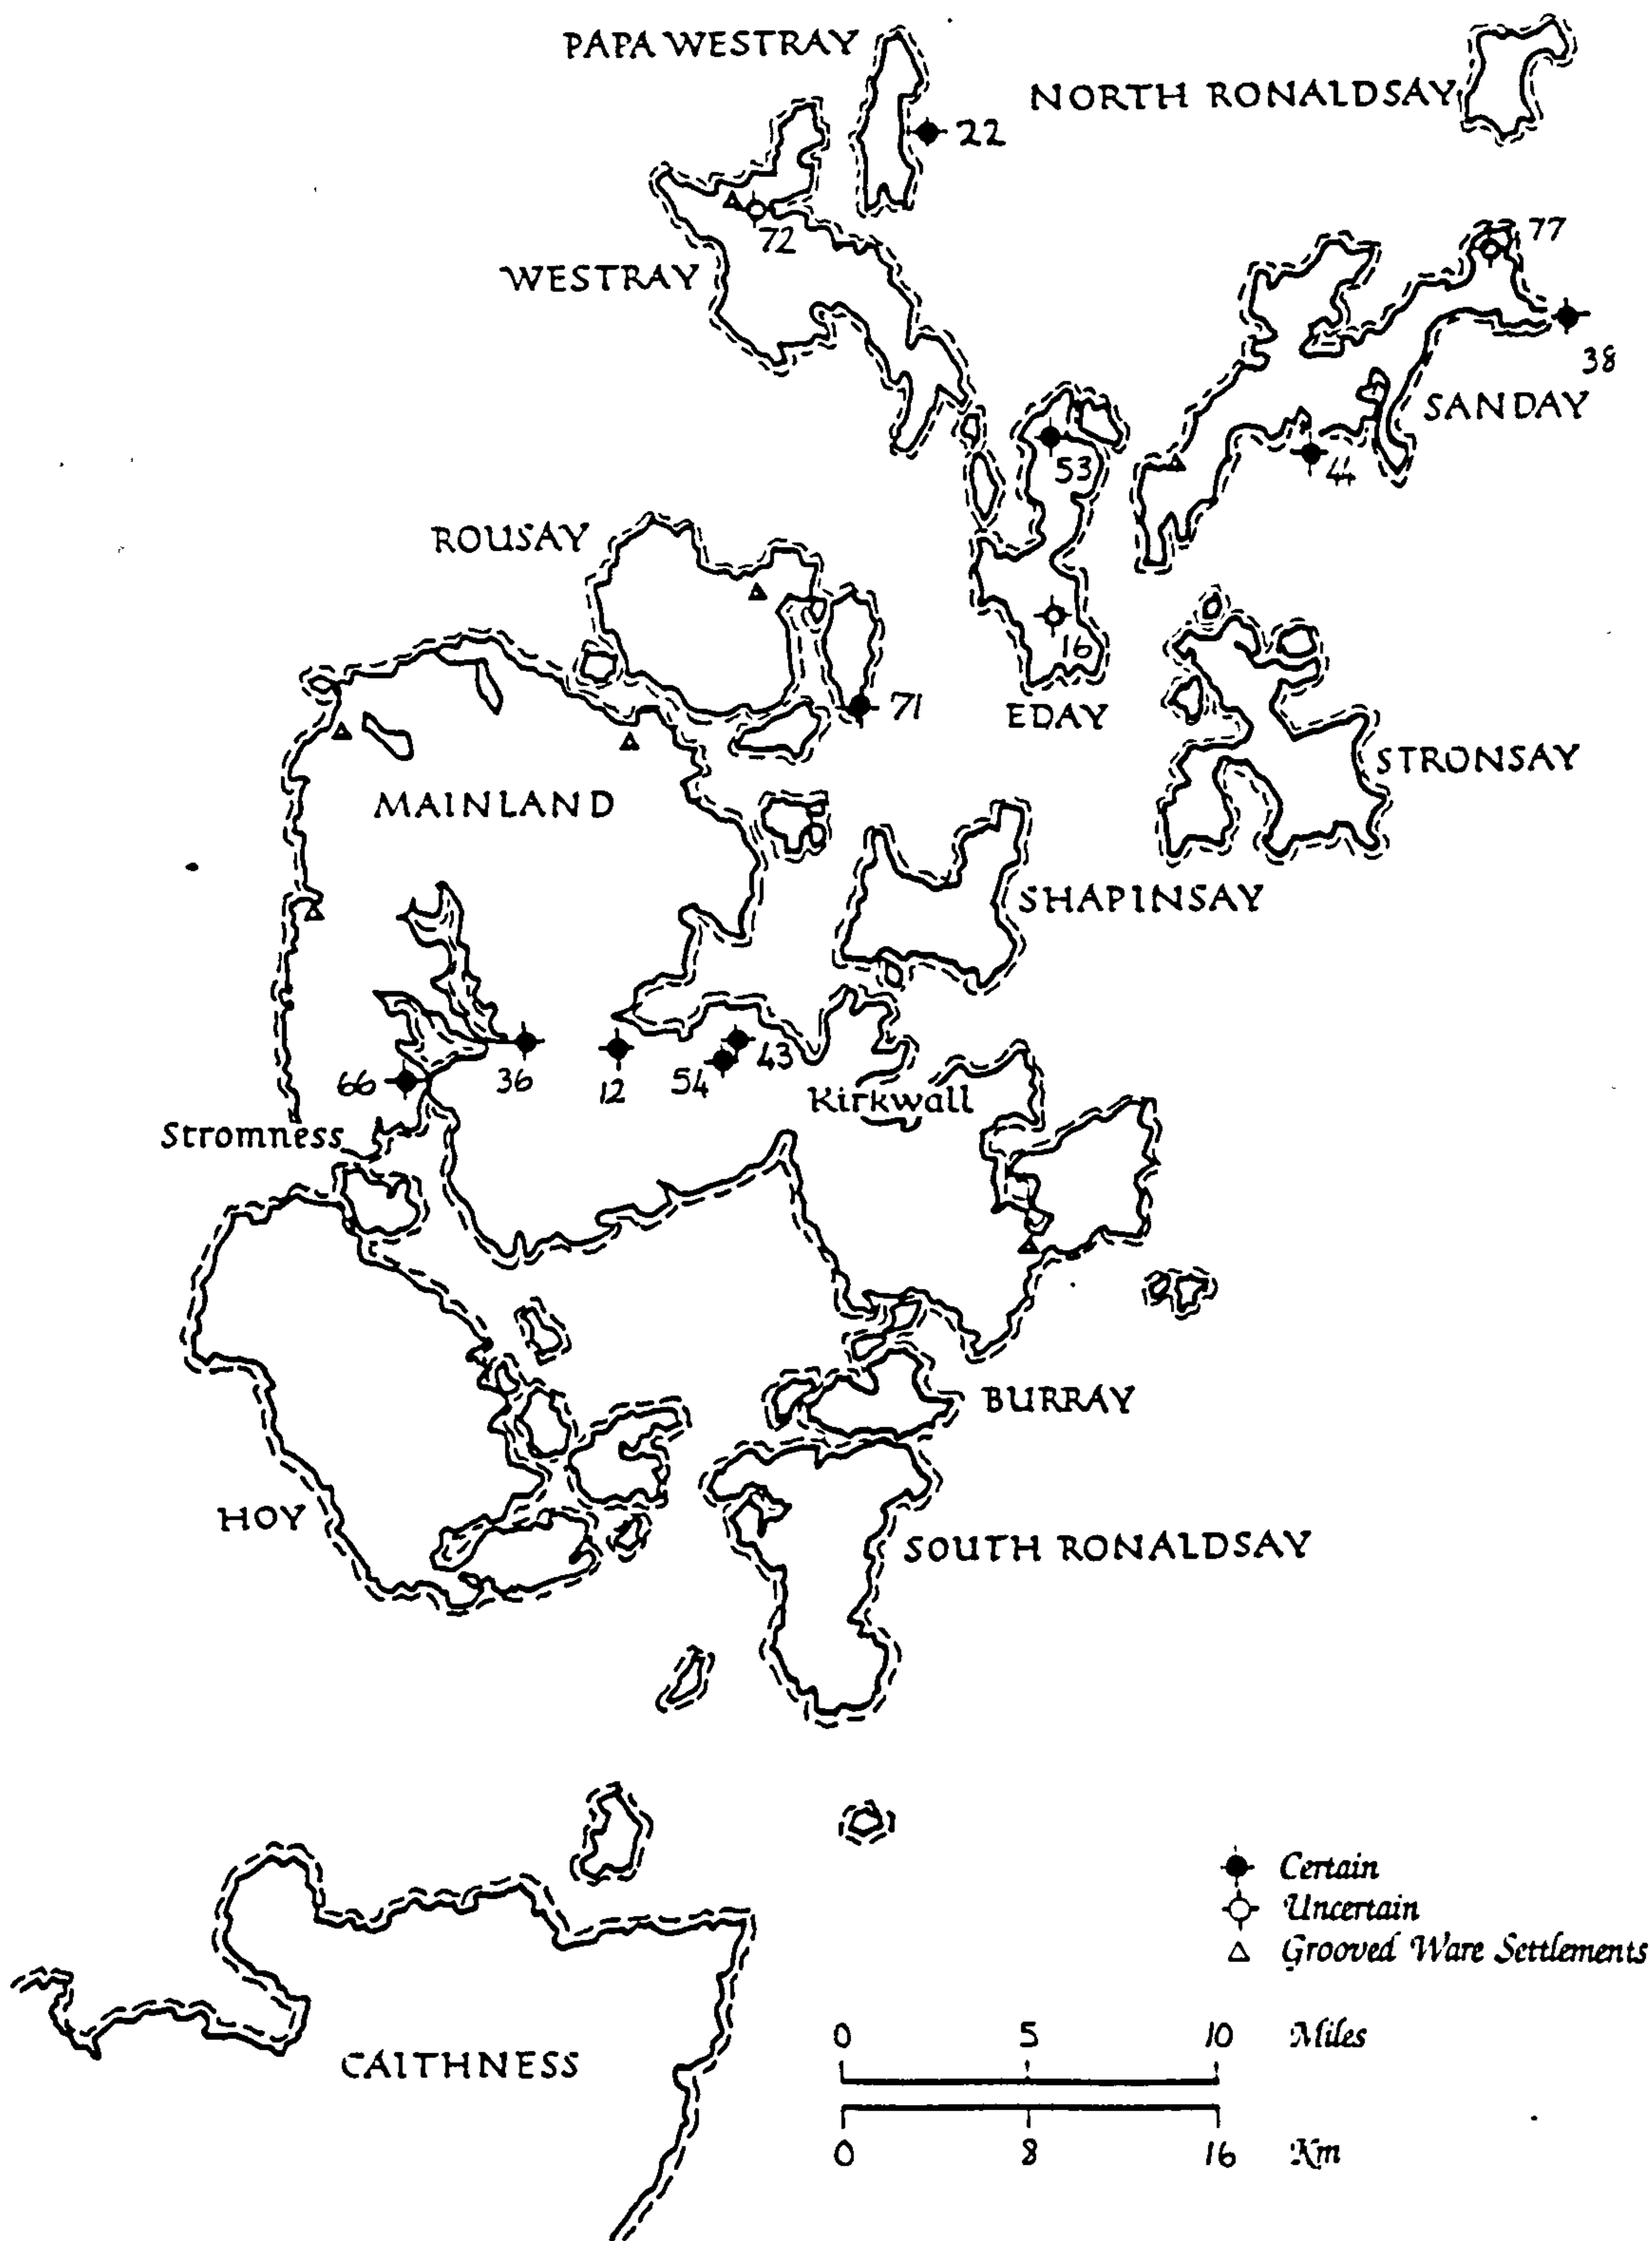 PAPA WESTRAY
NORTH RONALDSAY
22
72
77
WESTRAY
38
SANDAY
53
44
ROUSAY
16
71
EDAY
STRONSAY
MAINLAND
SHAPINSAY
66
36
12
54
43
Kirkwall
Stromness
BURRAY
HOY
SOUTH RONALDSAY
Certain
Uncertain
Grooved Ware Settlements
0 5 10 Miles
CAITHNESS
0 8 16 Km